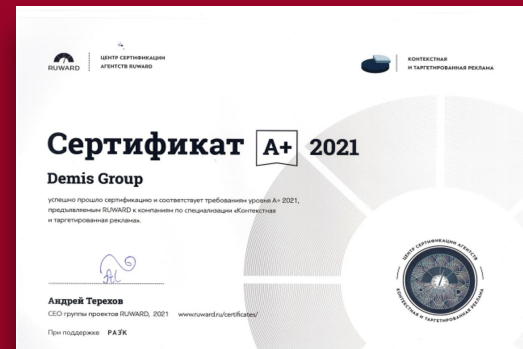 RUWARD
ЦЕНТР СЕРТИФИКАЦИИ
АГЕНТСТВ RUWARD
КОНТЕКСТНАЯ
И ТАРГЕТИРОВАННАЯ РЕКЛАМА
Сертификат A+ 2021
Demis Group
успешно прошло сертификацию и соответствует требованиям уровня A+ 2021,
предъявляемым RUWARD к компаниям по специализации «Контекстная
и таргетированная реклама».
Андрей Терехов
CEO группы проектов RUWARD, 2021 www.ruward.ru/certificates/
При поддержке РАЭК
ЦЕНТР СЕРТИФИКАЦИИ АГЕНТСТВ
КОНТЕКСТНАЯ И ТАРГЕТИРОВАННАЯ РЕКЛАМА